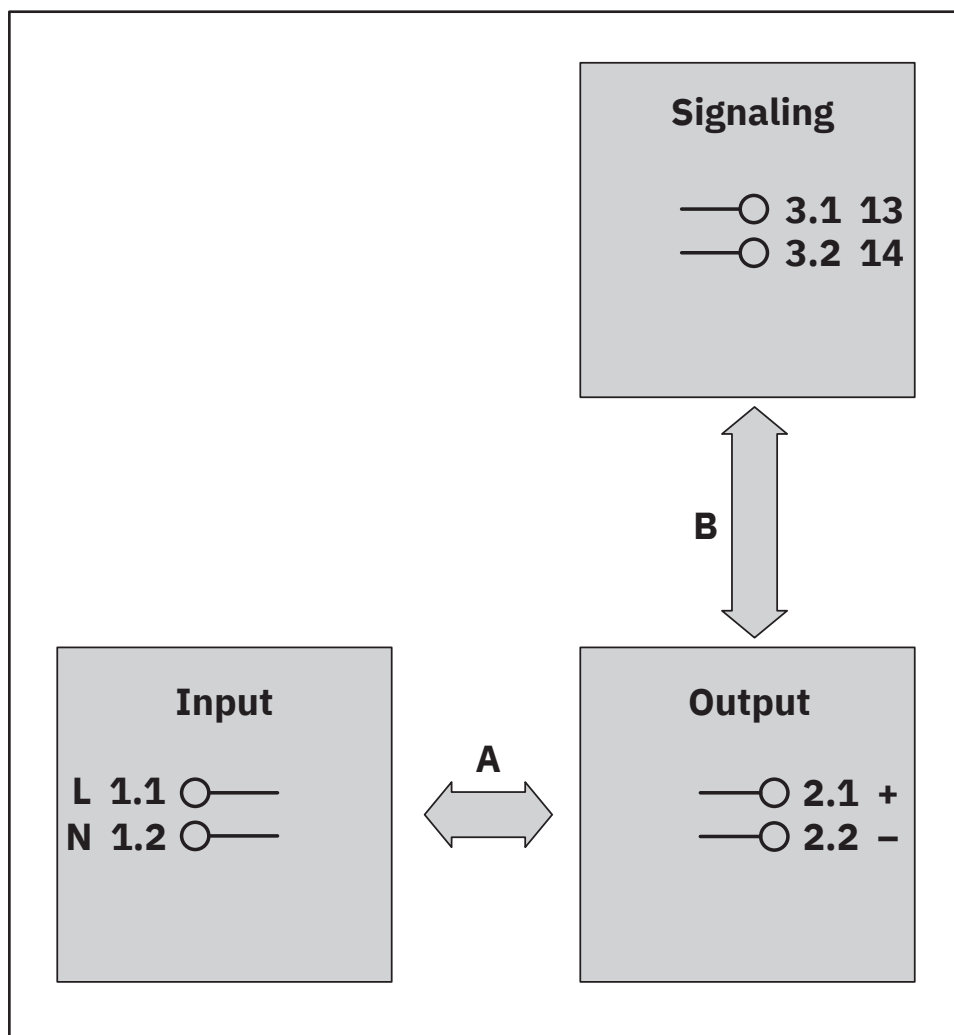 Signaling
3.1 13
3.2 14
B
Input
L 1.1
N 1.2
A
Output
2.1 +
2.2 –